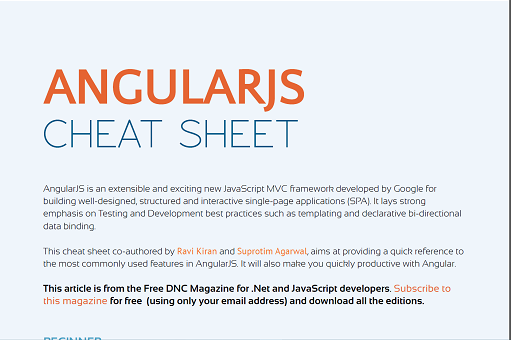 ANGULARJS
CHEAT SHEET
AngularJS is an extensible and exciting new JavaScript MVC framework developed by Google for
building well-designed, structured and interactive single-page applications (SPA). It lays strong
emphasis on Testing and Development best practices such as templating and declarative bi-directional
data binding.
This cheat sheet co-authored by Ravi Kiran and Suprotim Agarwal, aims at providing a quick reference to
the most commonly used features in AngularJS. It will also make you quickly productive with Angular.
This article is from the Free DNC Magazine for .Net and JavaScript developers. Subscribe to
this magazine for free (using only your email address) and download all the editions.
BEGINNER